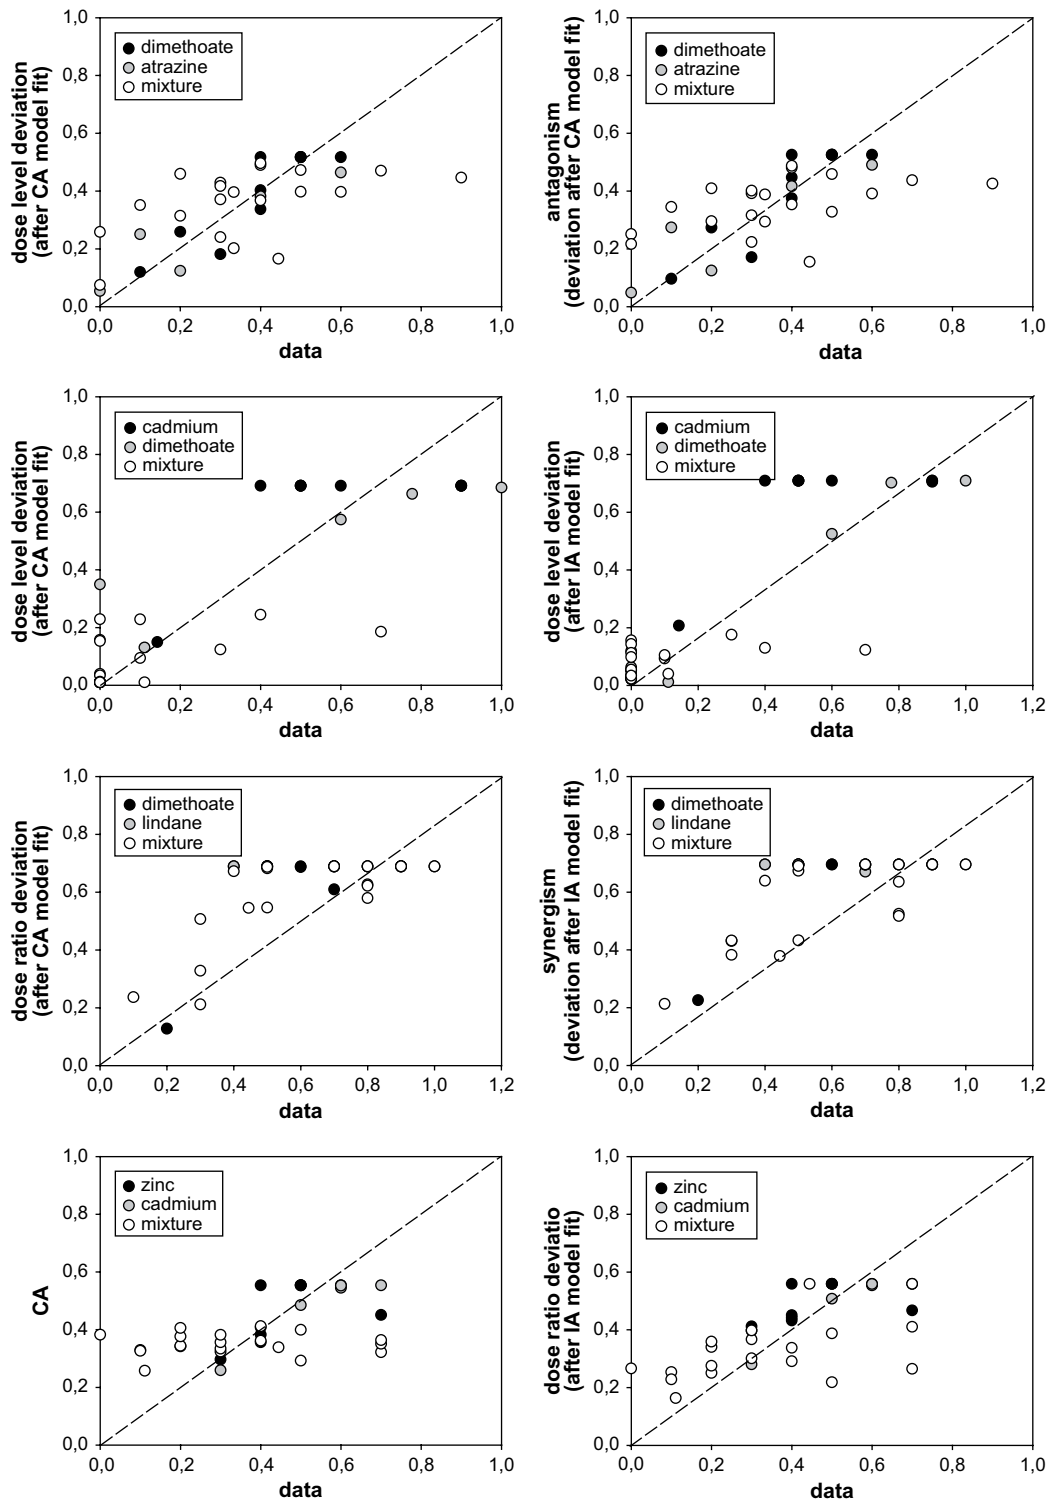 dose level deviation
(after CA model fit)
1,0
0,8
0,6
0,4
0,2
0,0
dimethoate
atrazine
mixture
0,0 0,2 0,4 0,6 0,8 1,0
data
antagonism
(deviation after CA model fit)
1,0
0,8
0,6
0,4
0,2
0,0
dimethoate
atrazine
mixture
0,0 0,2 0,4 0,6 0,8 1,0
data
dose level deviation
(after CA model fit)
1,0
0,8
0,6
0,4
0,2
0,0
cadmium
dimethoate
mixture
0,0 0,2 0,4 0,6 0,8 1,0
data
dose level deviation
(after IA model fit)
1,0
0,8
0,6
0,4
0,2
0,0
cadmium
dimethoate
mixture
0,0 0,2 0,4 0,6 0,8 1,0 1,2
data
dose ratio deviation
(after CA model fit)
1,0
0,8
0,6
0,4
0,2
0,0
dimethoate
lindane
mixture
0,0 0,2 0,4 0,6 0,8 1,0 1,2
data
synergism
(deviation after IA model fit)
1,0
0,8
0,6
0,4
0,2
0,0
dimethoate
lindane
mixture
0,0 0,2 0,4 0,6 0,8 1,0 1,2
data
CA
1,0
0,8
0,6
0,4
0,2
0,0
zinc
cadmium
mixture
0,0 0,2 0,4 0,6 0,8 1,0
data
dose ratio deviatio
(after IA model fit)
1,0
0,8
0,6
0,4
0,2
0,0
zinc
cadmium
mixture
0,0 0,2 0,4 0,6 0,8 1,0
data